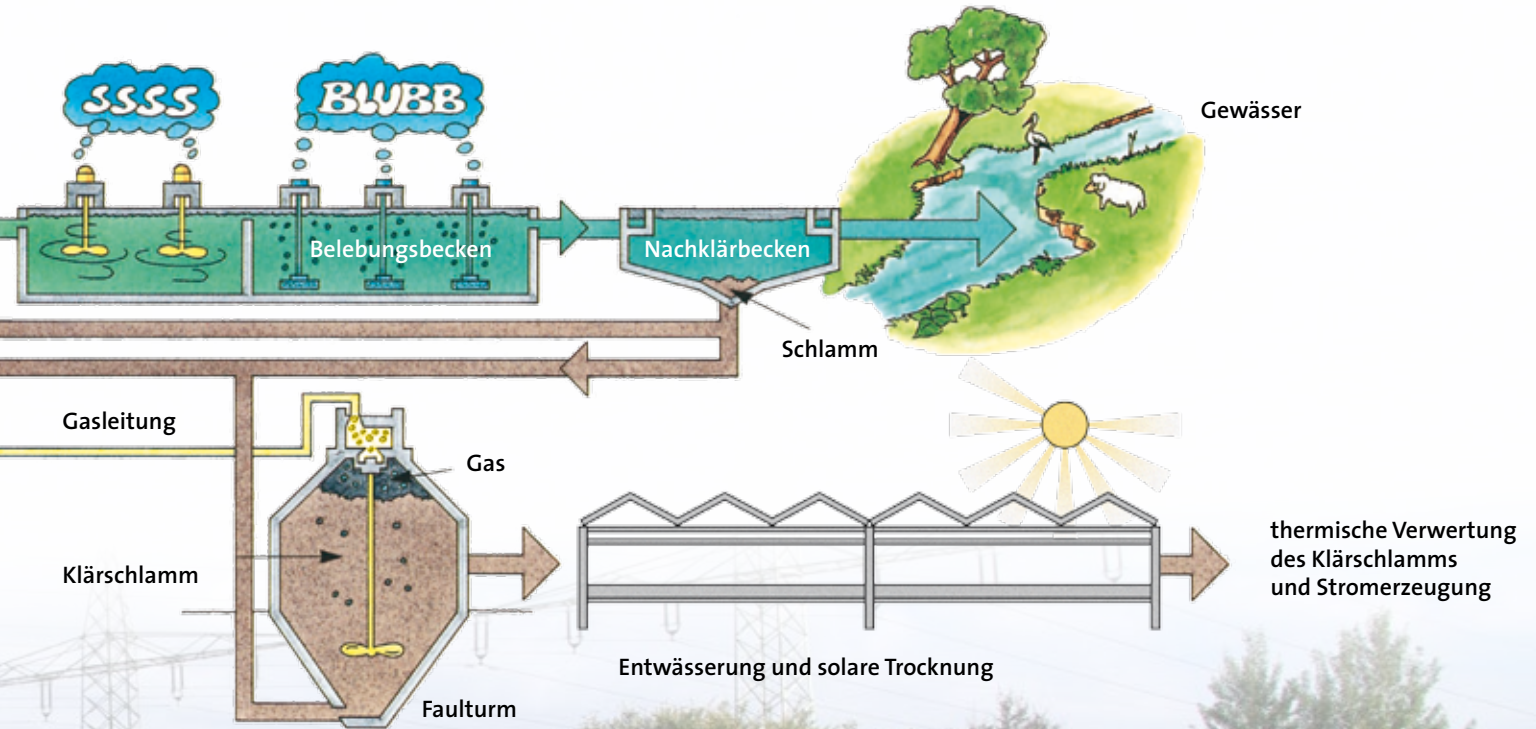 SSSS
BLUBB
Gewässer
Belebungsbecken
Nachklärbecken
Schlamm
Gasleitung
Gas
Klärschlamm
Faulturm
Entwässerung und solare Trocknung
thermische Verwertung
des Klärschlamms
und Stromerzeugung